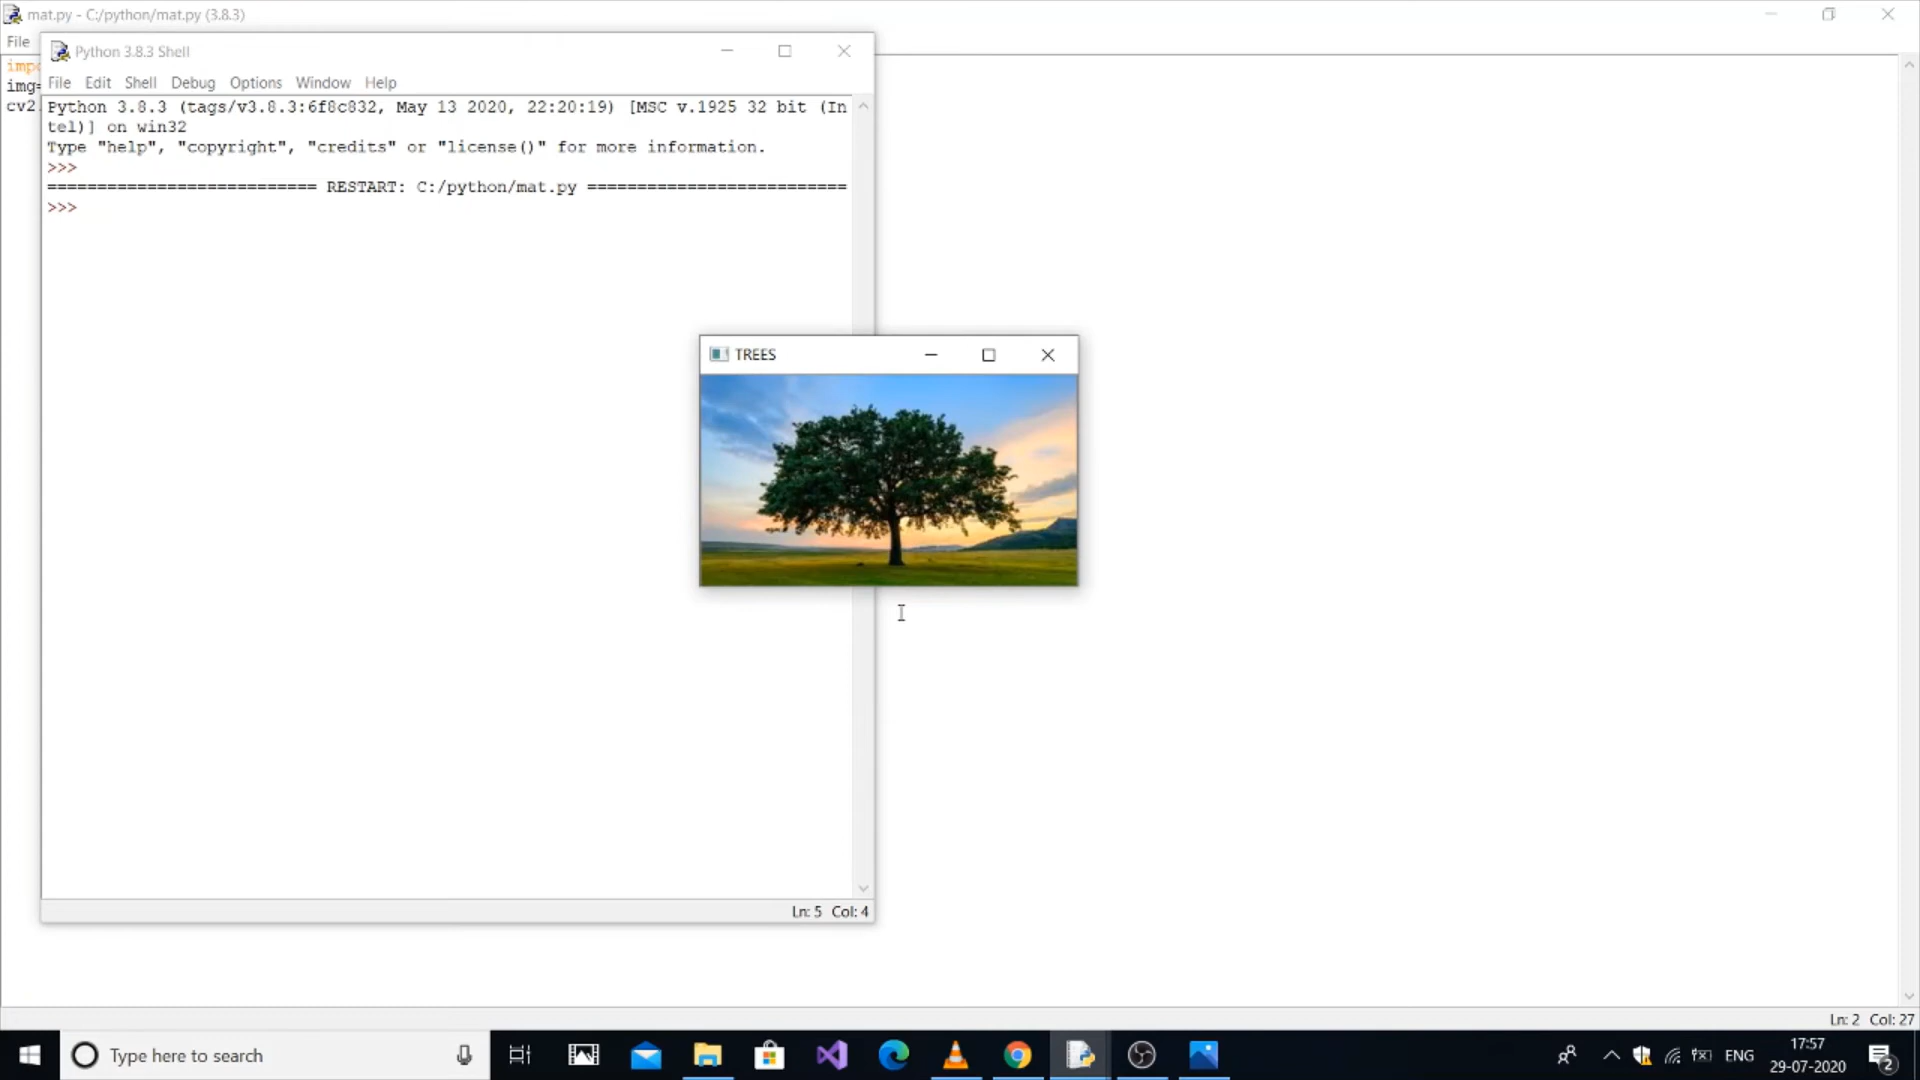 mat.py - C:/python/mat.py (3.8.3)
File
Python 3.8.3 Shell
impo
img=
cv2
File Edit Shell Debug Options Window Help
Python 3.8.3 (tags/v3.8.3:6f8c832, May 13 2020, 22:20:19) [MSC v.1925 32 bit (In
tel)] on win32
Type "help", "copyright", "credits" or "license()" for more information.
>>>
========================== RESTART: C:/python/mat.py ==========================
>>>
TREES
Ln: 5 Col: 4
Ln: 2 Col: 27
Type here to search
ENG
17:57
29-07-2020
2